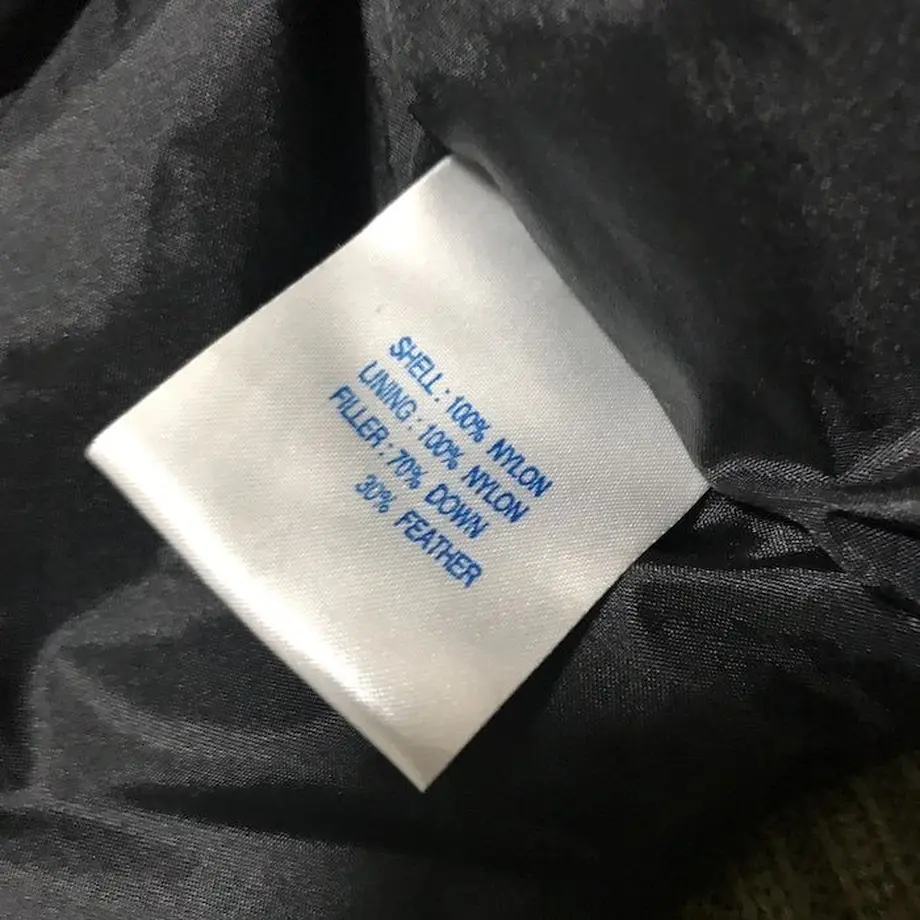 SHELL : 100% NYLON
LINING : 100% NYLON
FILLER : 70% DOWN
30% FEATHER